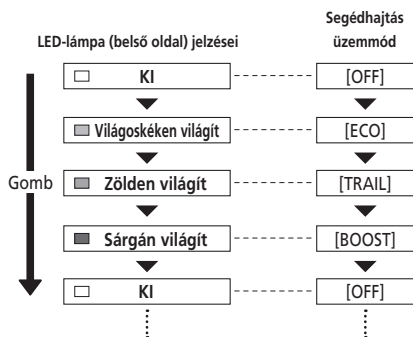 Segédhajtás
üzemmód
LED-lámpa (belső oldal) jelzései
KI [OFF]
Világoskéken világít [ECO]
Gomb Zölden világít [TRAIL]
Sárgán világít [BOOST]
KI [OFF]